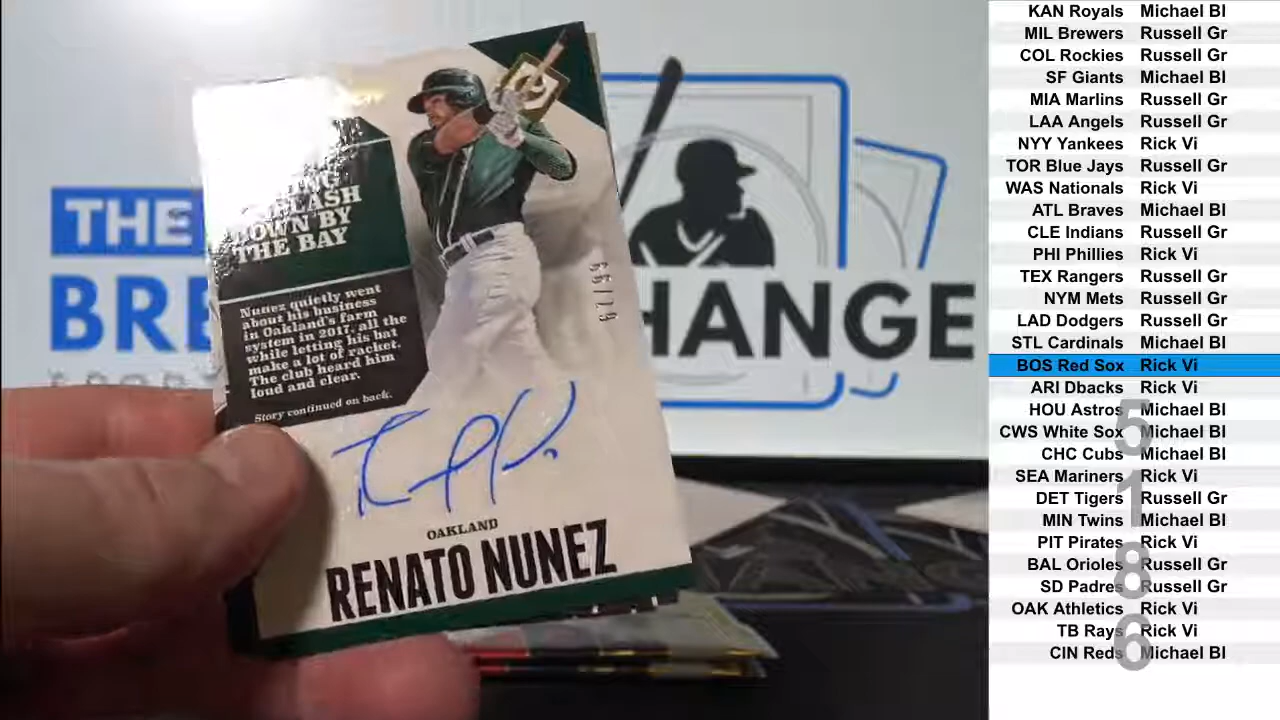 THE
BRE
HANGE
SPLASH
DOWN BY
THE BAY
Nunez quietly went
about his business
in Oakland's farm
system in 2017, all the
while letting his bat
make a lot of racket.
The club heard him
loud and clear.
Story continued on back.
OAKLAND
RENATO NUNEZ
KAN Royals Michael Bl
MIL Brewers Russell Gr
COL Rockies Russell Gr
SF Giants Michael Bl
MIA Marlins Russell Gr
LAA Angels Russell Gr
NYY Yankees Rick Vi
TOR Blue Jays Russell Gr
WAS Nationals Rick Vi
ATL Braves Michael Bl
CLE Indians Russell Gr
PHI Phillies Rick Vi
TEX Rangers Russell Gr
NYM Mets Russell Gr
LAD Dodgers Russell Gr
STL Cardinals Michael Bl
BOS Red Sox Rick Vi
ARI Dbacks Rick Vi
HOU Astros Michael Bl
CWS White Sox Michael Bl
CHC Cubs Michael Bl
SEA Mariners Rick Vi
DET Tigers Russell Gr
MIN Twins Michael Bl
PIT Pirates Rick Vi
BAL Orioles Russell Gr
SD Padres Russell Gr
OAK Athletics Rick Vi
TB Rays Rick Vi
CIN Reds Michael Bl
5
1
8
6